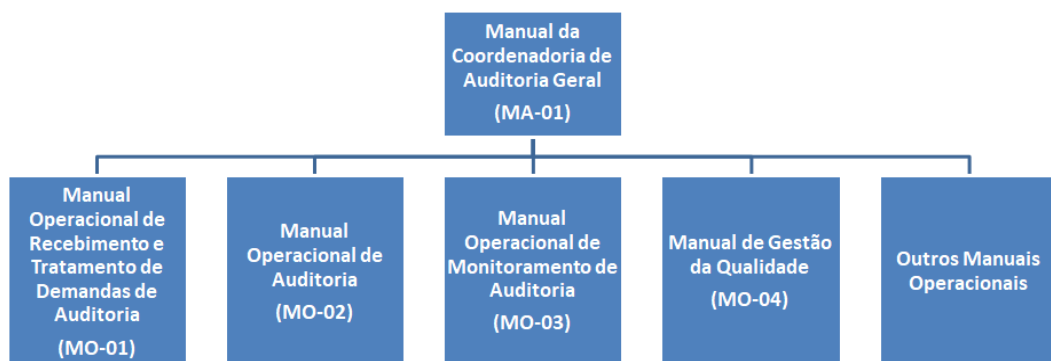 Manual da
Coordenadoria de
Auditoria Geral
(MA-01)
Manual
Operacional de
Recebimento e
Tratamento de
Demandas de
Auditoria
(MO-01)
Manual
Operacional de
Auditoria
(MO-02)
Manual
Operacional de
Monitoramento de
Auditoria
(MO-03)
Manual de Gestão
da Qualidade
(MO-04)
Outros Manuais
Operacionais